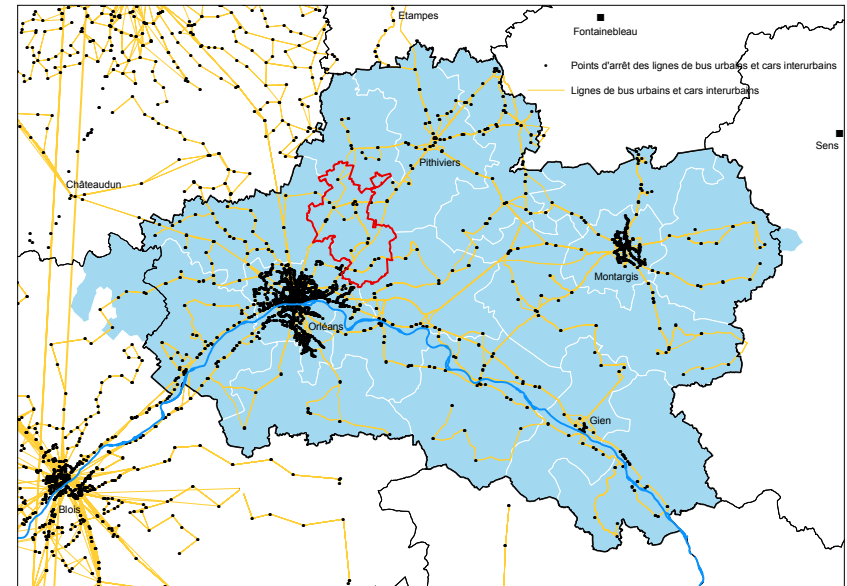 Etampes
Fontainebleau
Points d'arrêt des lignes de bus urbains et cars interurbains
Lignes de bus urbains et cars interurbains
Sens
Pithiviers
Châteaudun
Montargis
Orléans
Gien
Blois